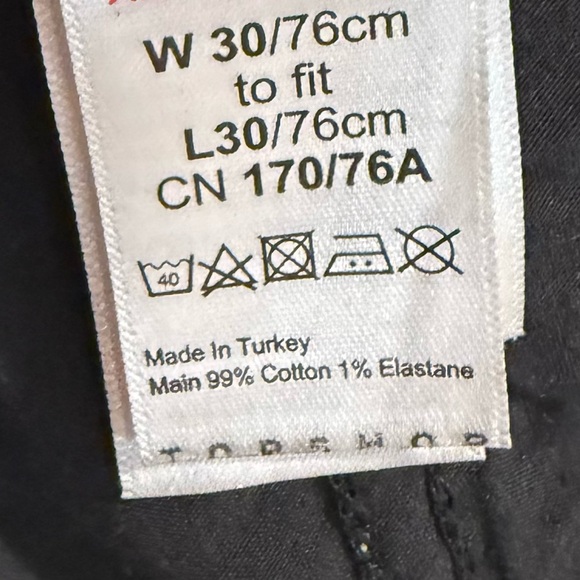 W 30/76cm
to fit
L30/76cm
CN 170/76A
40
Made In Turkey
Main 99% Cotton 1% Elastane